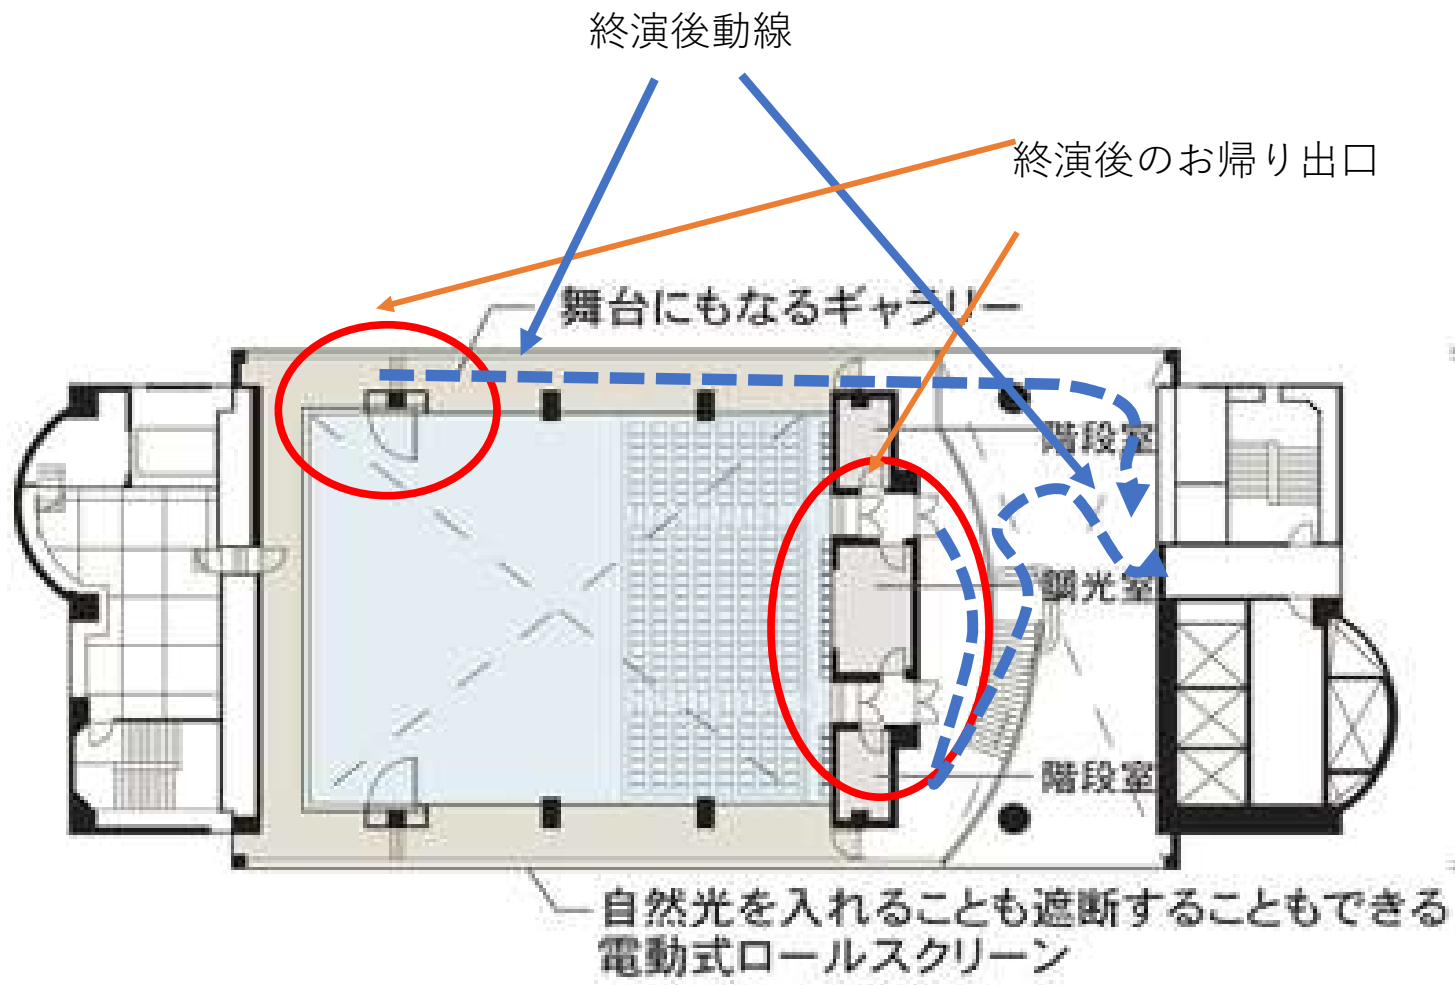 終演後動線
終演後のお帰り出口
舞台にもなるギャラリー
階段室
調光室
階段室
自然光を入れることも遮断することもできる
電動式ロールスクリーン